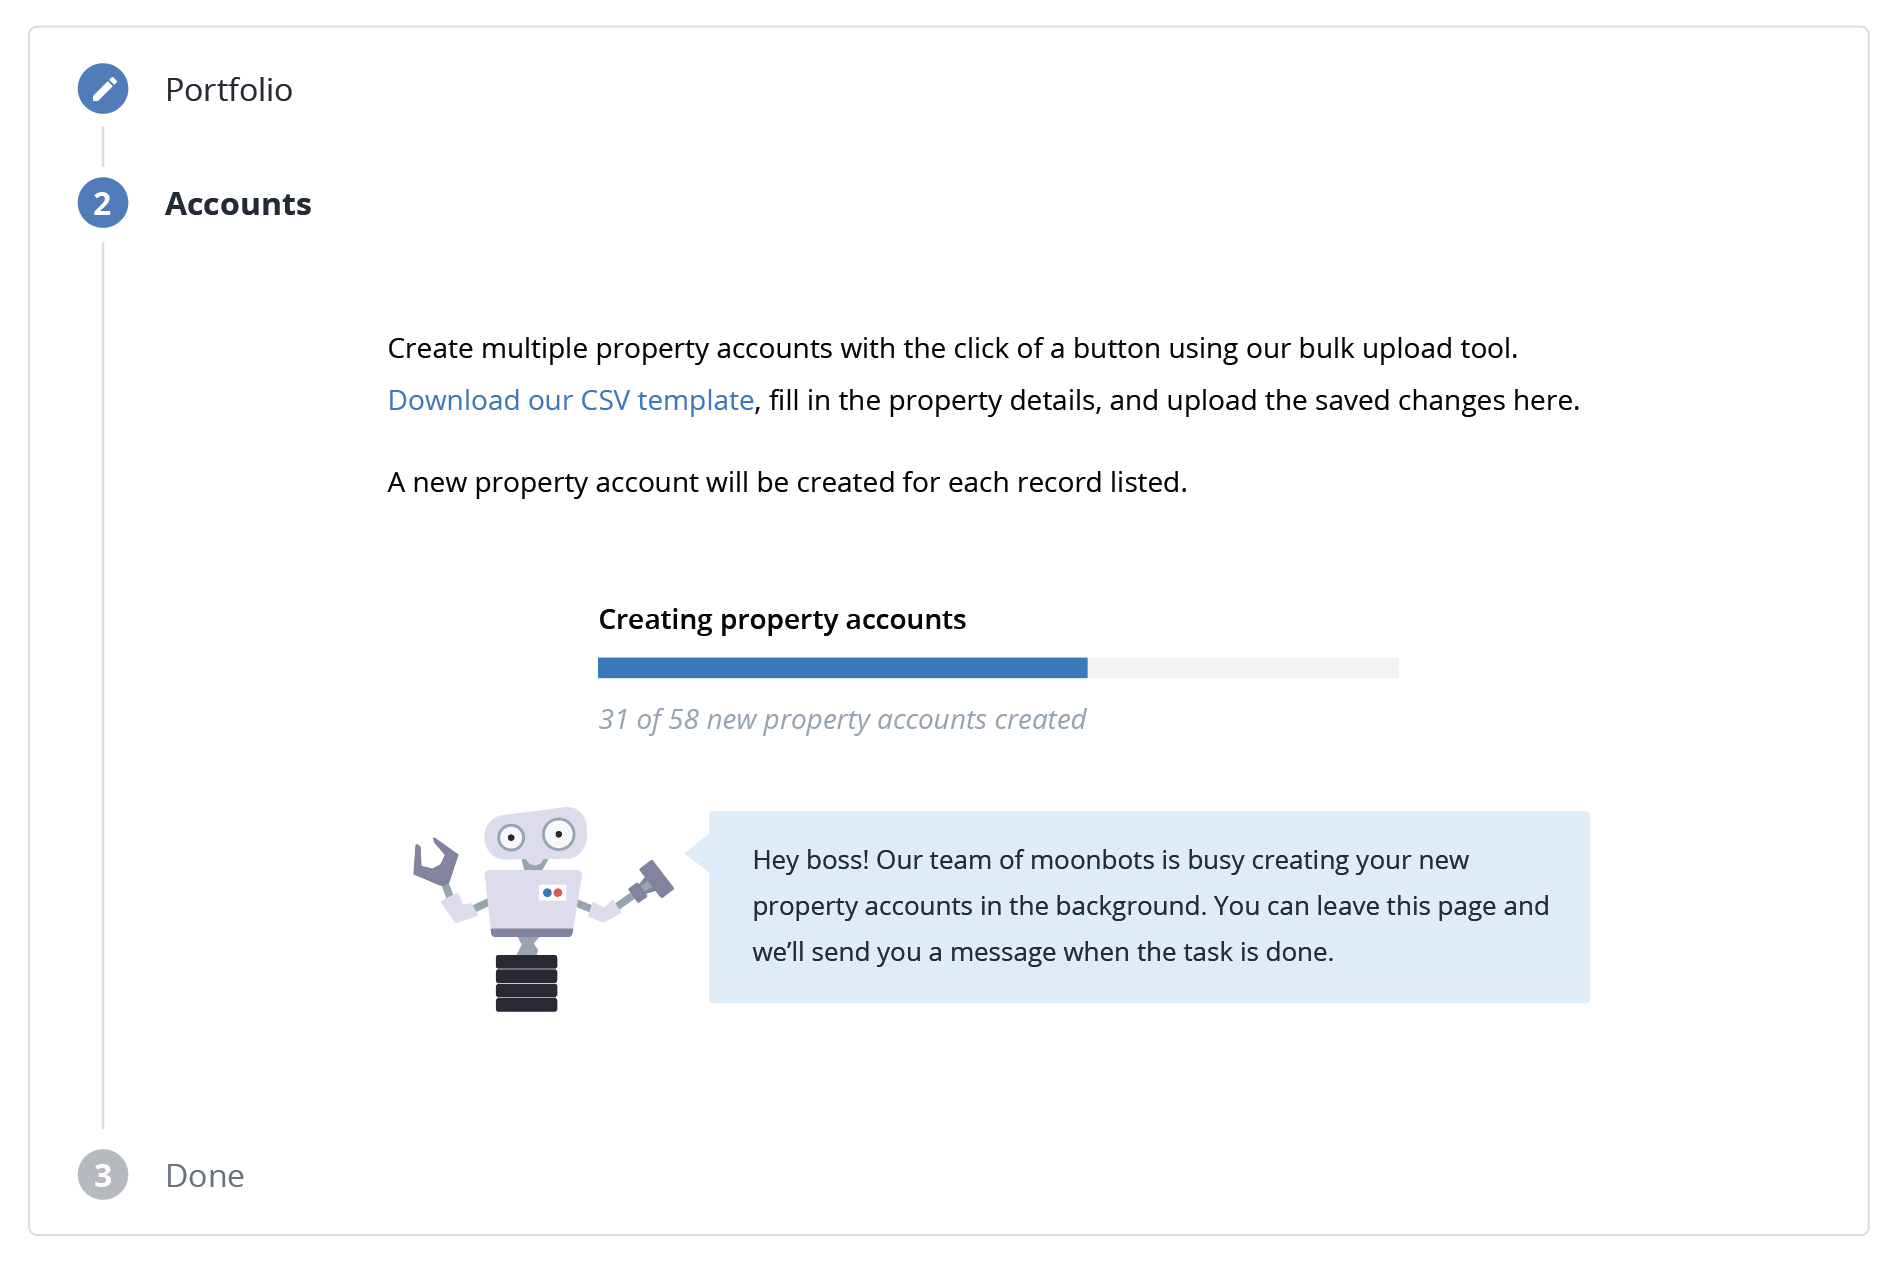 Portfolio
2
Accounts
Create multiple property accounts with the click of a button using our bulk upload tool.
Download our CSV template, fill in the property details, and upload the saved changes here.
A new property account will be created for each record listed.
Creating property accounts
31 of 58 new property accounts created
Hey boss! Our team of moonbots is busy creating your new
property accounts in the background. You can leave this page and
we’ll send you a message when the task is done.
3
Done